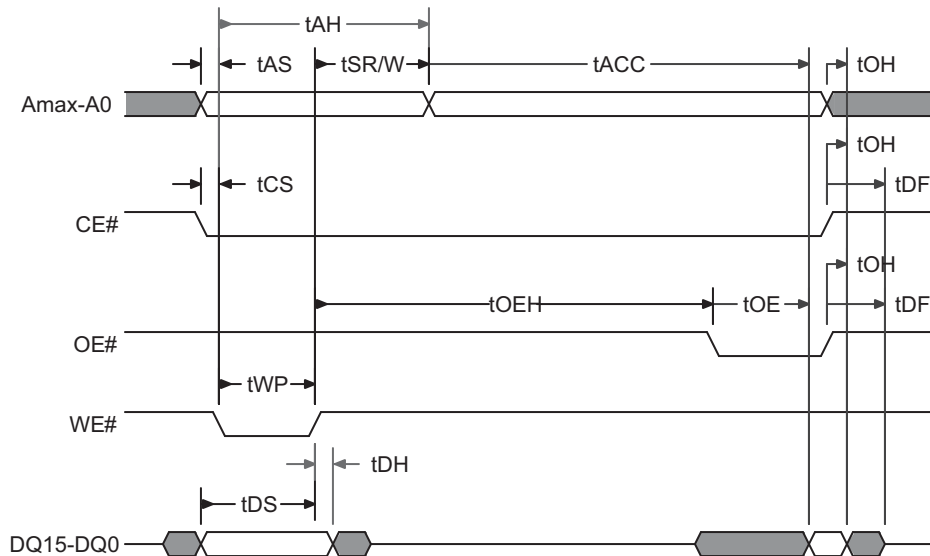 tAH
tAS
tSR/W
tACC
tOH
Amax-A0
tOH
tCS
tDF
CE#
tOH
tOEH
tOE
tDF
OE#
tWP
WE#
tDH
tDS
DQ15-DQ0